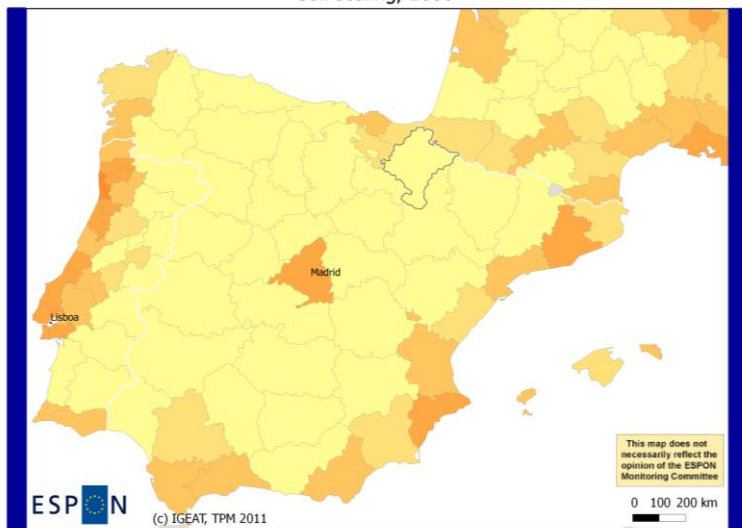 Madrid
Lisboa
This map does not
necessarily reflect the
opinion of the ESPON
Monitoring Committee
ESPON
(c) IGEAT, TPM 2011
0 100 200 km